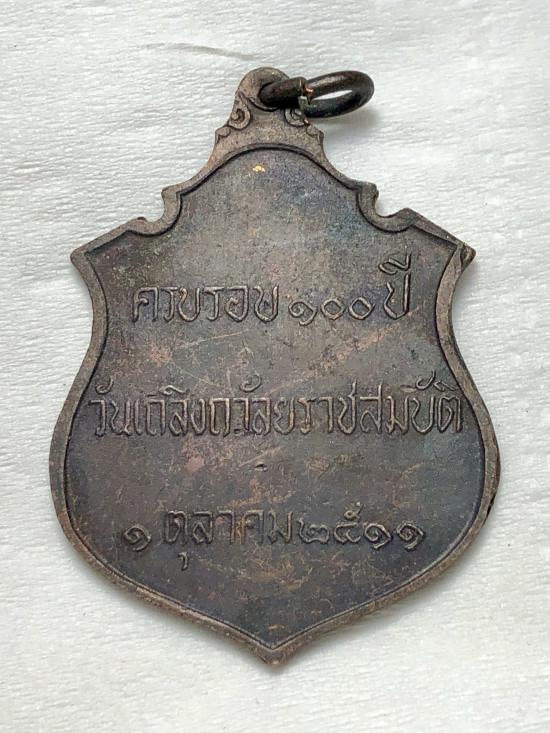 ครบรอบ ๑๐๐ ปี
วันเถลิงถวัลยราชสมบัติ
๑ ตุลาคม ๒๕๑๑